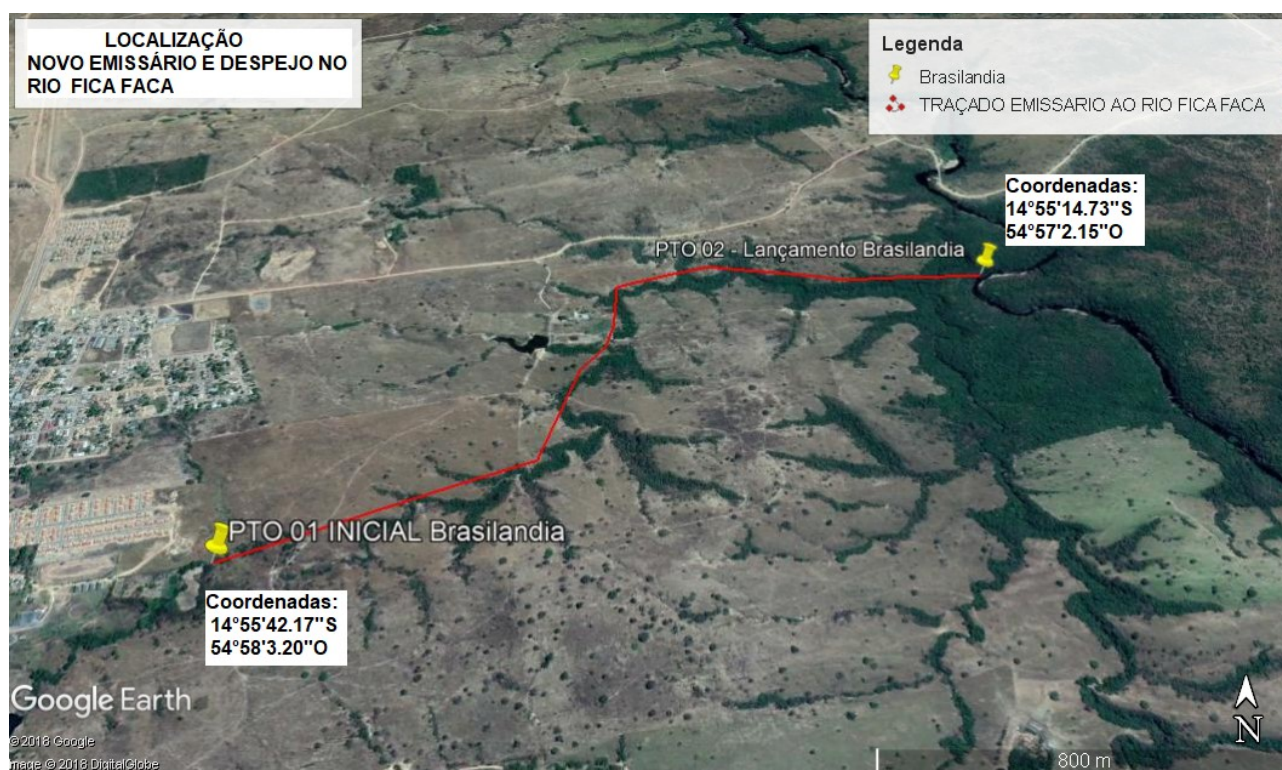 LOCALIZAÇÃO
NOVO EMISSÁRIO E DESPEJO NO
RIO FICA FACA
Legenda
Brasilandia
TRAÇADO EMISSARIO AO RIO FICA FACA
Coordenadas:
14°55'14.73"S
54°57'2.15"O
PTO 02 - Lançamento Brasilandia
PTO 01 INICIAL Brasilandia
Coordenadas:
14°55'42.17"S
54°58'3.20"O
Google Earth
© 2018 Google
Image © 2018 DigitalGlobe
N
800 m